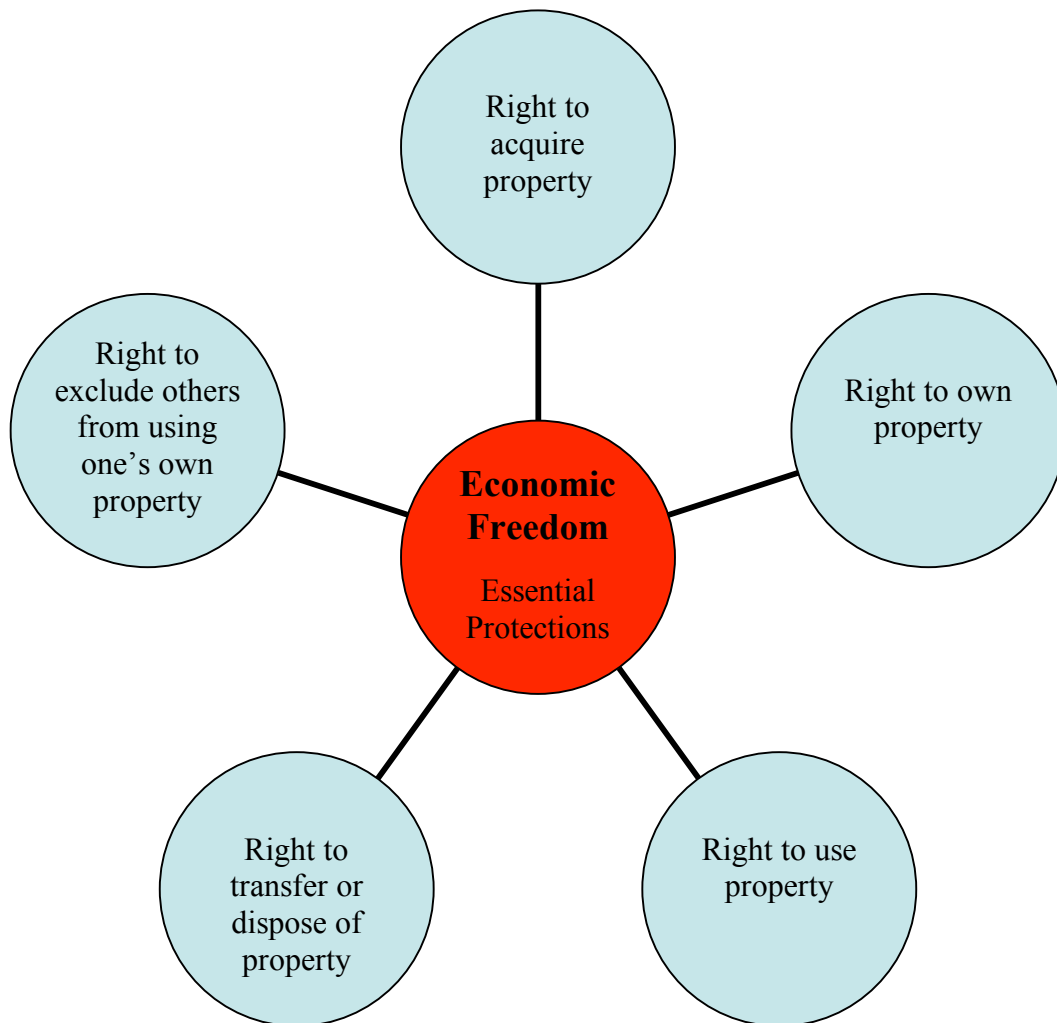 Right to
acquire
property
Right to
exclude others
from using
one’s own
property
Right to own
property
Economic
Freedom
Essential
Protections
Right to
transfer or
dispose of
property
Right to use
property